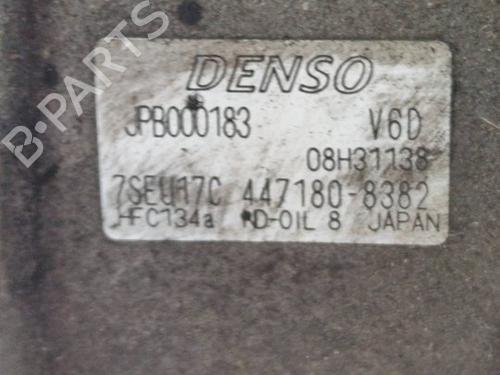 B-PARTS
DENSO
JPB000183 V6D
08H31138
7SEU17C 447180-8382
HFC134a ND-OIL 8 JAPAN